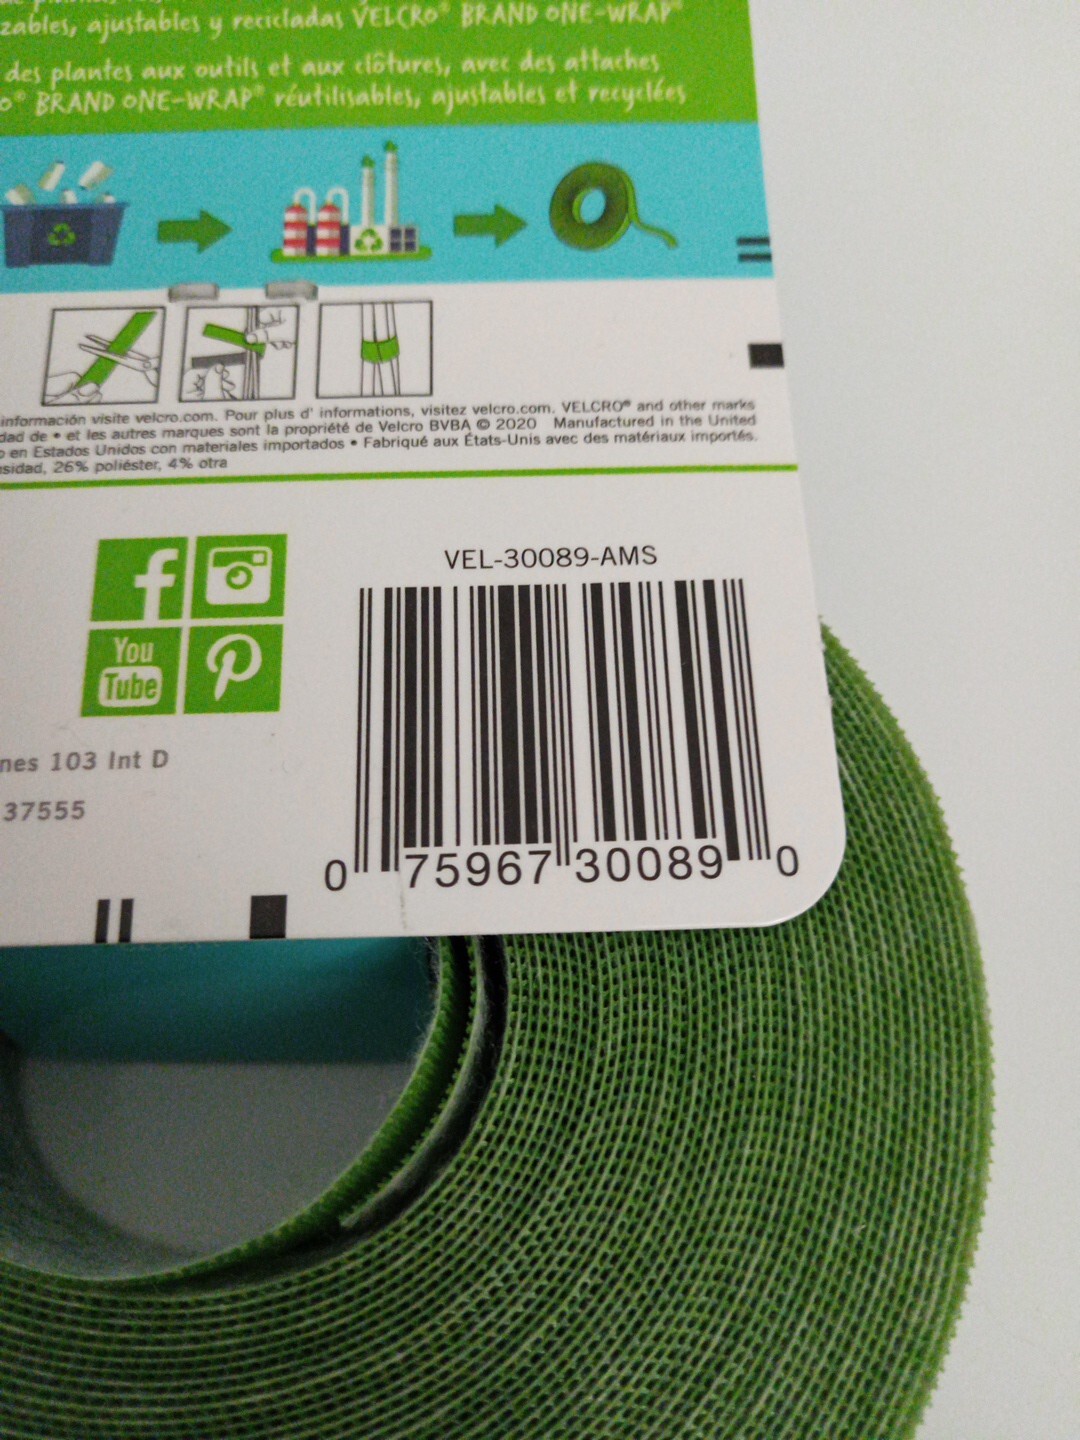 zables, ajustables y recicladas VELCRO® BRAND ONE-WRAP®
des plantes aux outils et aux clôtures, avec des attaches
o® BRAND ONE-WRAP® réutilisables, ajustables et recyclées
información visite velcro.com. Pour plus d' informations, visitez velcro.com. VELCRO® and other marks
dad de • et les autres marques sont la propriété de Velcro BVBA © 2020 Manufactured in the United
o en Estados Unidos con materiales importados • Fabriqué aux États-Unis avec des matériaux importés.
sidad, 26% poliéster, 4% otra
VEL-30089-AMS
You
Tube
nes 103 Int D
37555
0 75967 30089 0